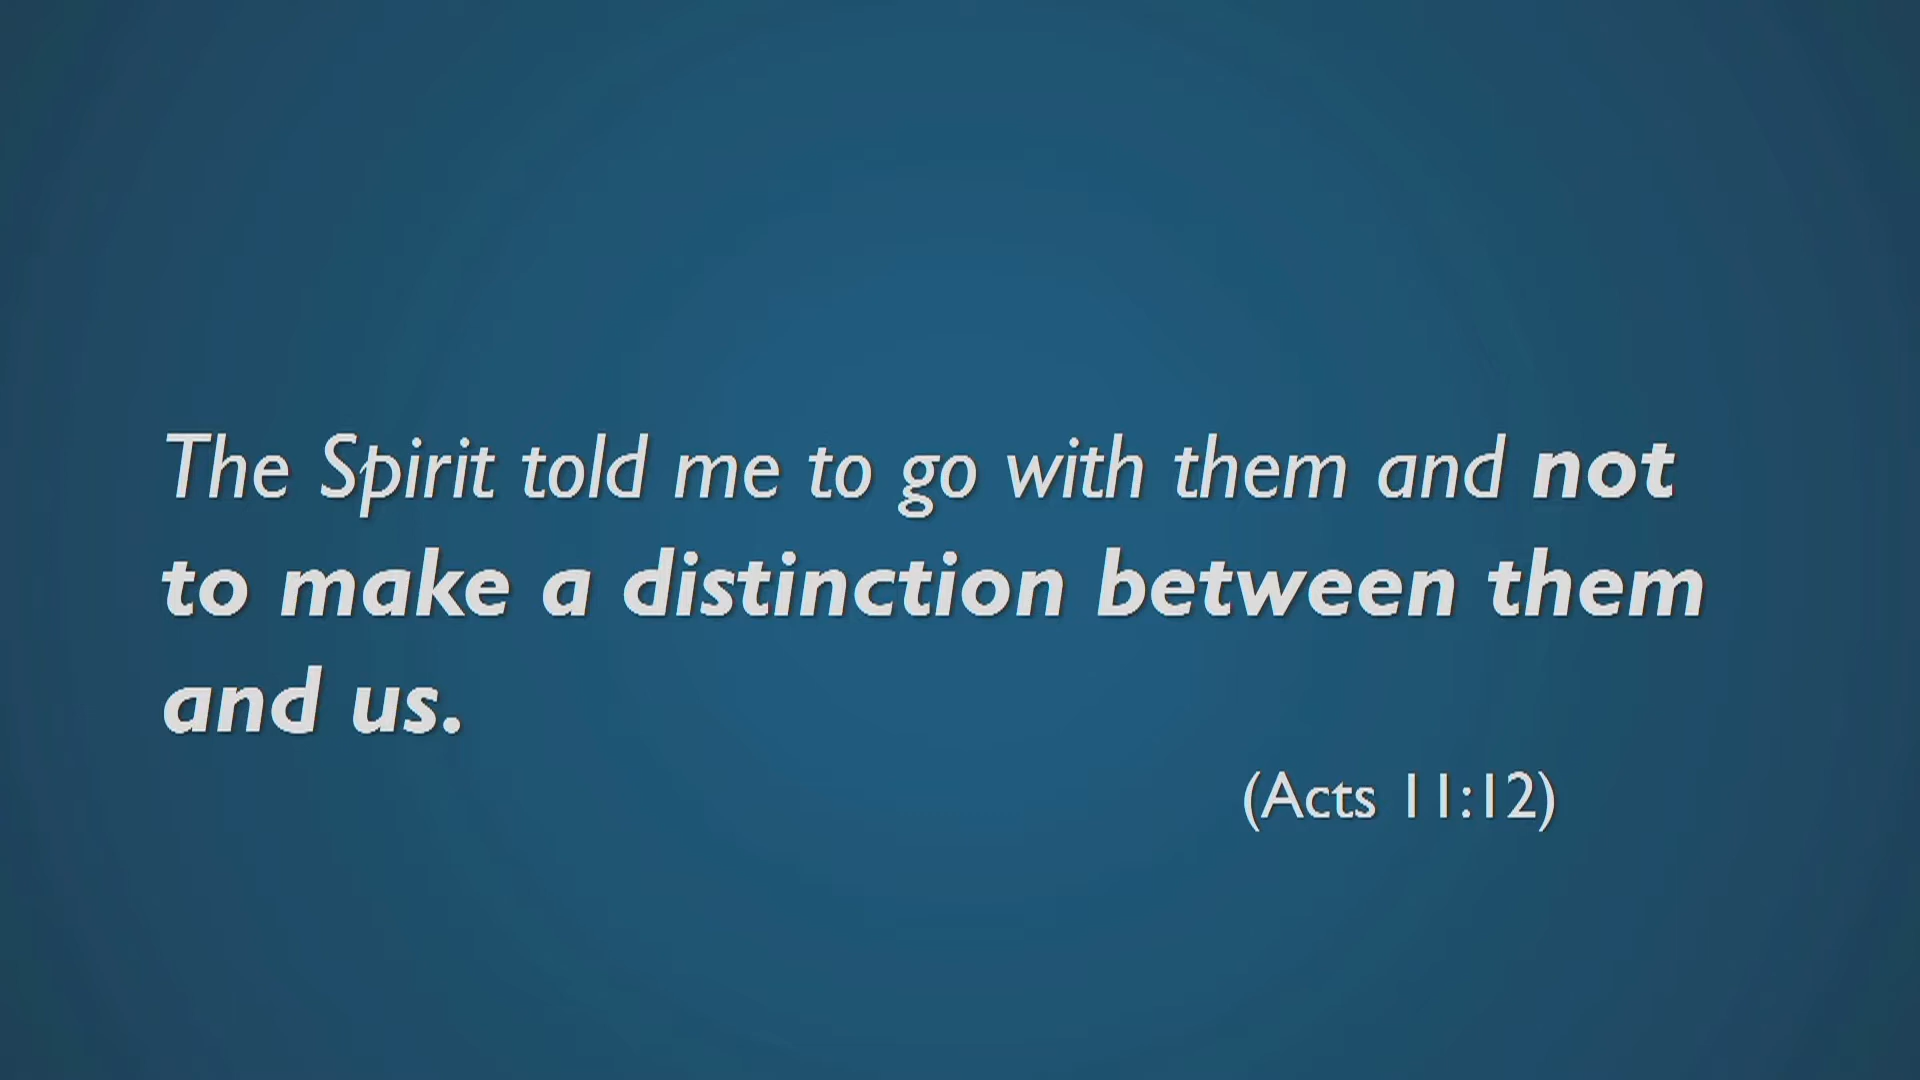 The Spirit told me to go with them and not
to make a distinction between them
and us.
(Acts 11:12)